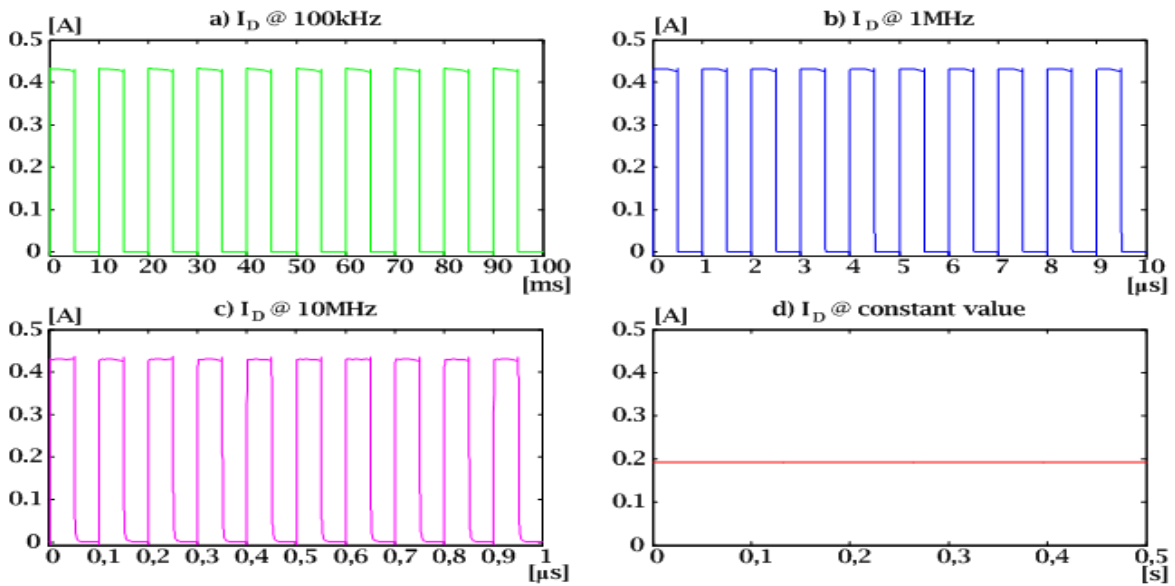 a) I_D @ 100kHz
[A]
0.5
0.4
0.3
0.2
0.1
0
0 10 20 30 40 50 60 70 80 90 100
[ms]
b) I_D @ 1MHz
[A]
0.5
0.4
0.3
0.2
0.1
0
0 1 2 3 4 5 6 7 8 9 10
[µs]
c) I_D @ 10MHz
[A]
0.5
0.4
0.3
0.2
0.1
0
0 0,1 0,2 0,3 0,4 0,5 0,6 0,7 0,8 0,9 1
[µs]
d) I_D @ constant value
[A]
0.5
0.4
0.3
0.2
0.1
0
0 0,1 0,2 0,3 0,4 0,5
[s]